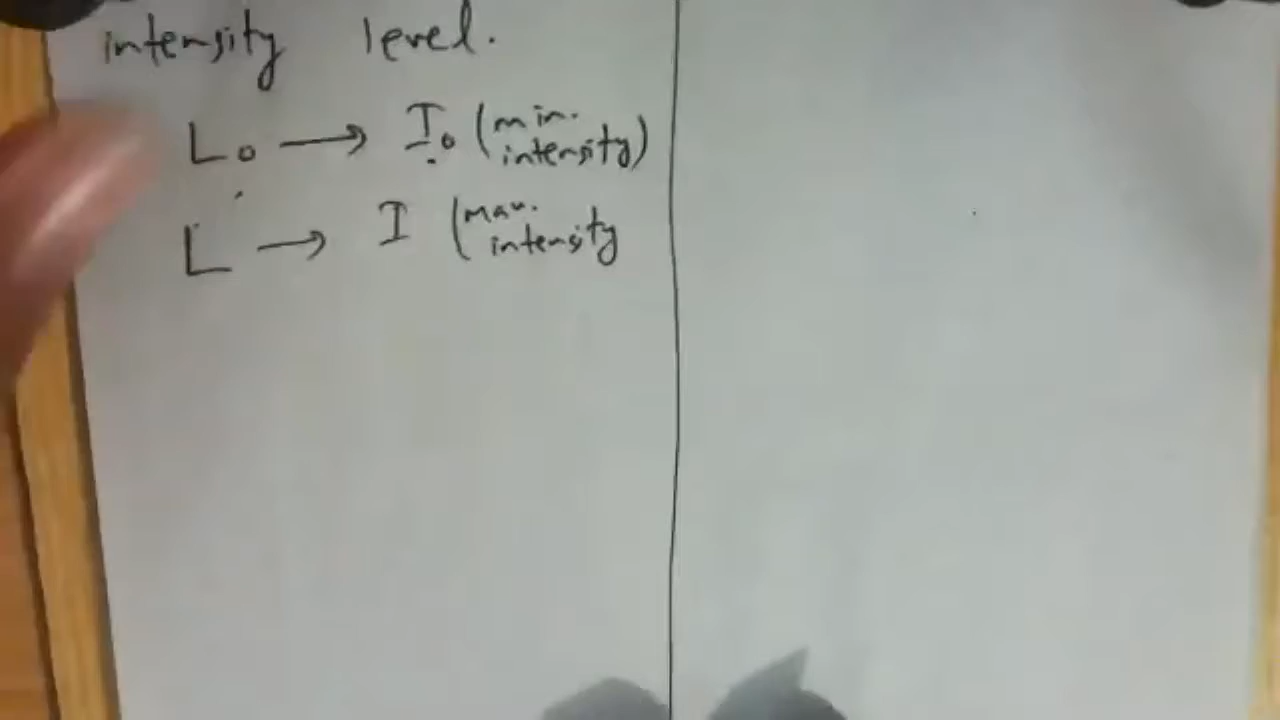 intensity level.
L₀ → I₀ (min. intensity)
L → I (max. intensity